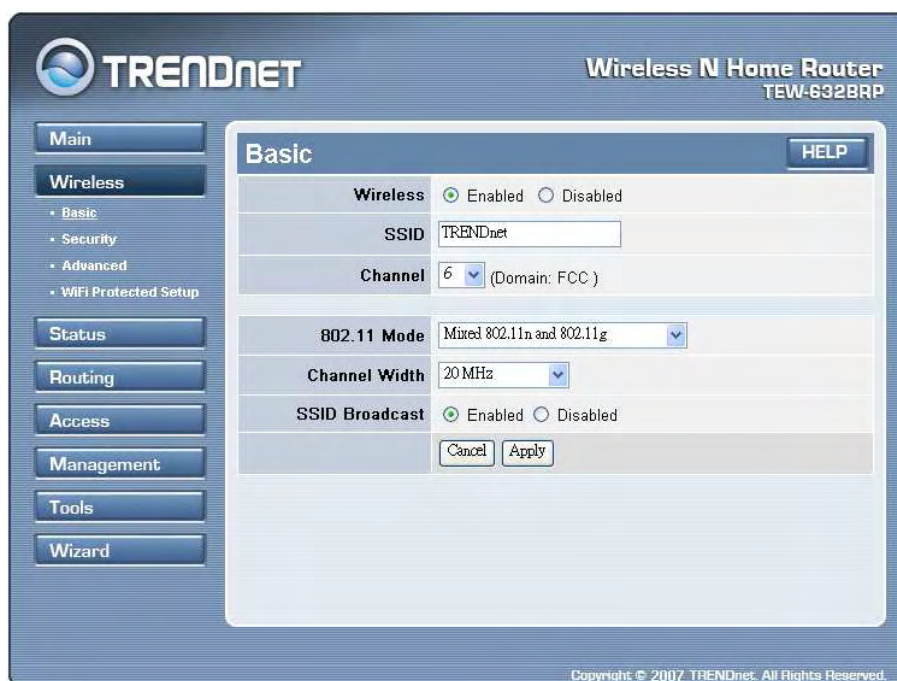 TRENDNET
Wireless N Home Router
TEW-632BRP
Main
Wireless
Basic
Security
Advanced
WiFi Protected Setup
Status
Routing
Access
Management
Tools
Wizard
Basic
HELP
Wireless Enabled Disabled
SSID TRENDnet
Channel 6 (Domain: FCC )
802.11 Mode Mixed 802.11n and 802.11g
Channel Width 20 MHz
SSID Broadcast Enabled Disabled
Cancel Apply
Copyright © 2007 TRENDnet. All Rights Reserved.